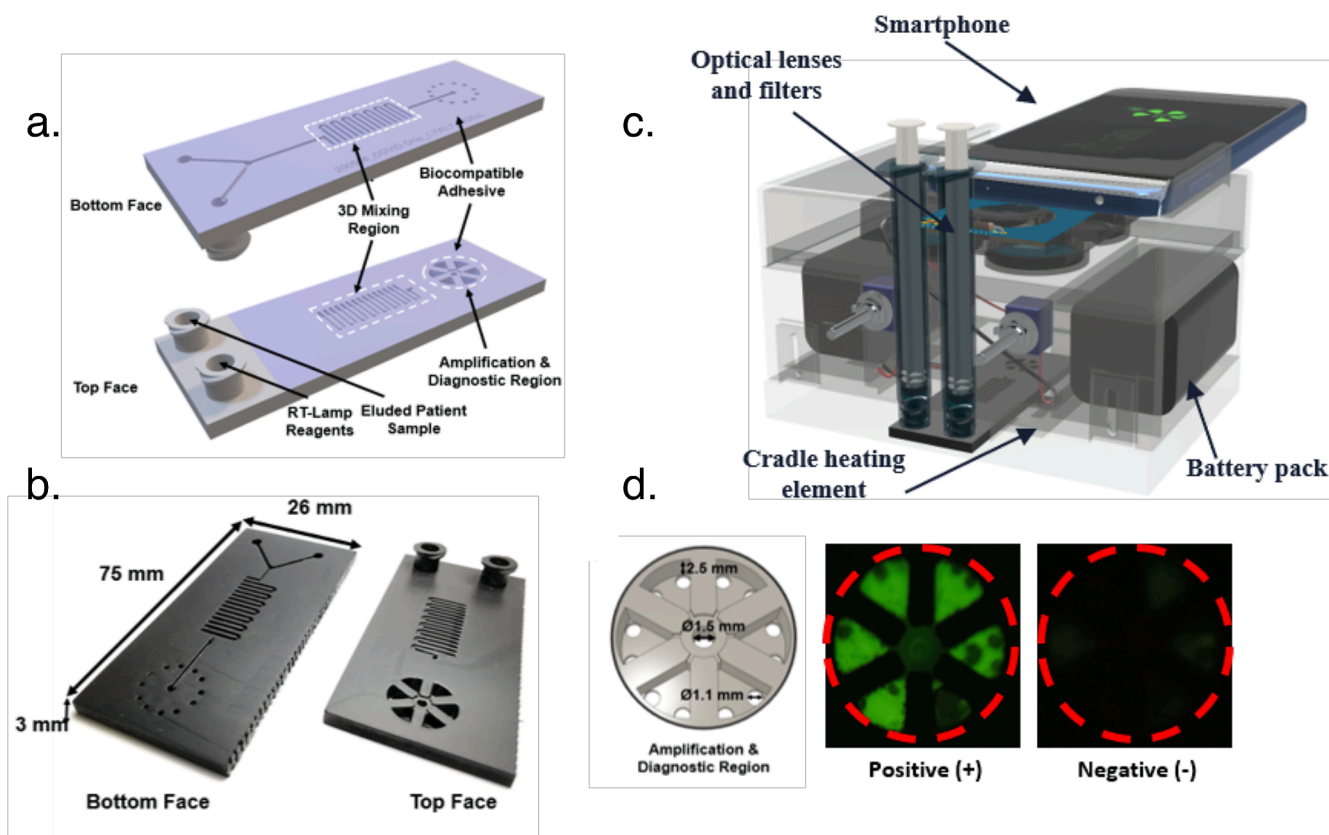 a.
Bottom Face
Biocompatible
Adhesive
3D Mixing
Region
Top Face
Amplification &
Diagnostic Region
RT-Lamp
Reagents
Eluded Patient
Sample
b.
26 mm
75 mm
3 mm
Bottom Face
Top Face
c.
Smartphone
Optical lenses
and filters
Cradle heating
element
Battery pack
d.
2.5 mm
Ø1.5 mm
Ø1.1 mm
Amplification &
Diagnostic Region
Positive (+)
Negative (-)